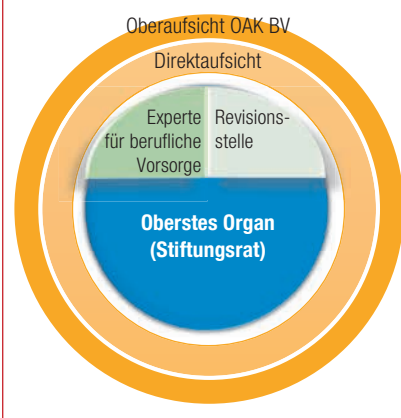 Oberaufsicht OAK BV
Direktaufsicht
Experte
für berufliche
Vorsorge
Revisions-
stelle
Oberstes Organ
(Stiftungsrat)